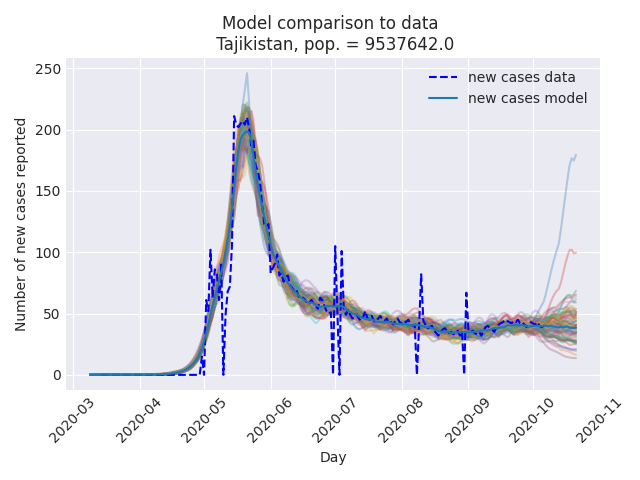 Model comparison to data
Tajikistan, pop. = 9537642.0
250
200
150
100
50
0
Number of new cases reported
new cases data
new cases model
2020-03
2020-04
2020-05
2020-06
2020-07
2020-08
2020-09
2020-10
2020-11
Day